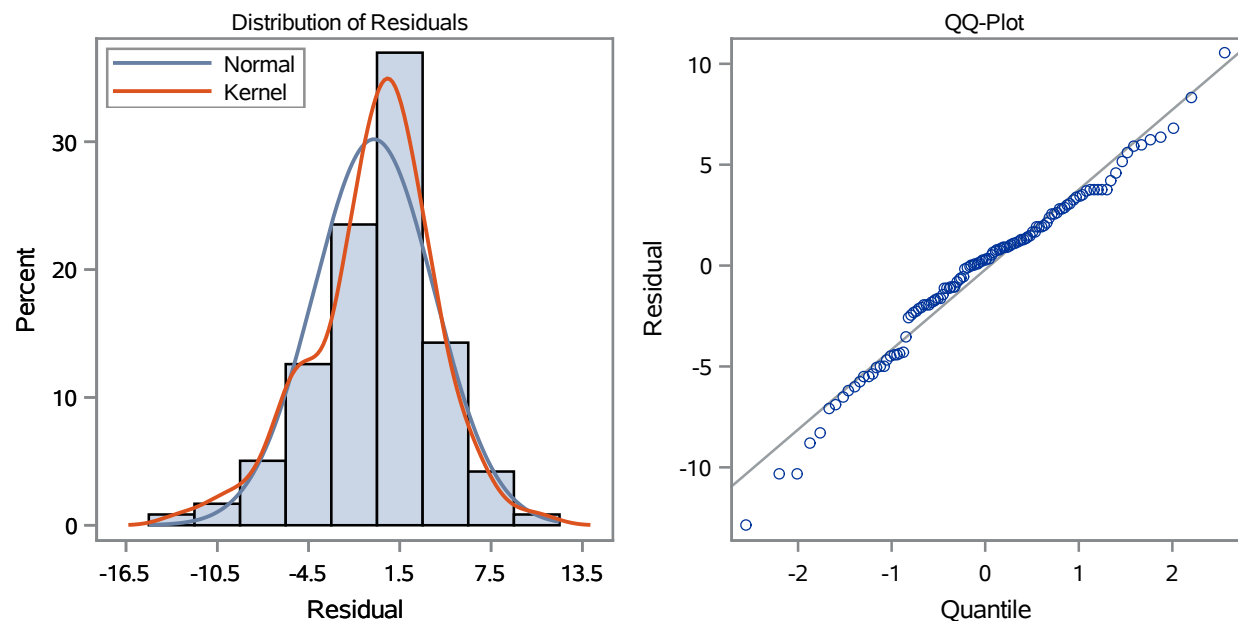 Distribution of Residuals
Normal
Kernel
Percent
30
20
10
0
-16.5 -10.5 -4.5 1.5 7.5 13.5
Residual
QQ-Plot
Residual
10
5
0
-5
-10
-2 -1 0 1 2
Quantile